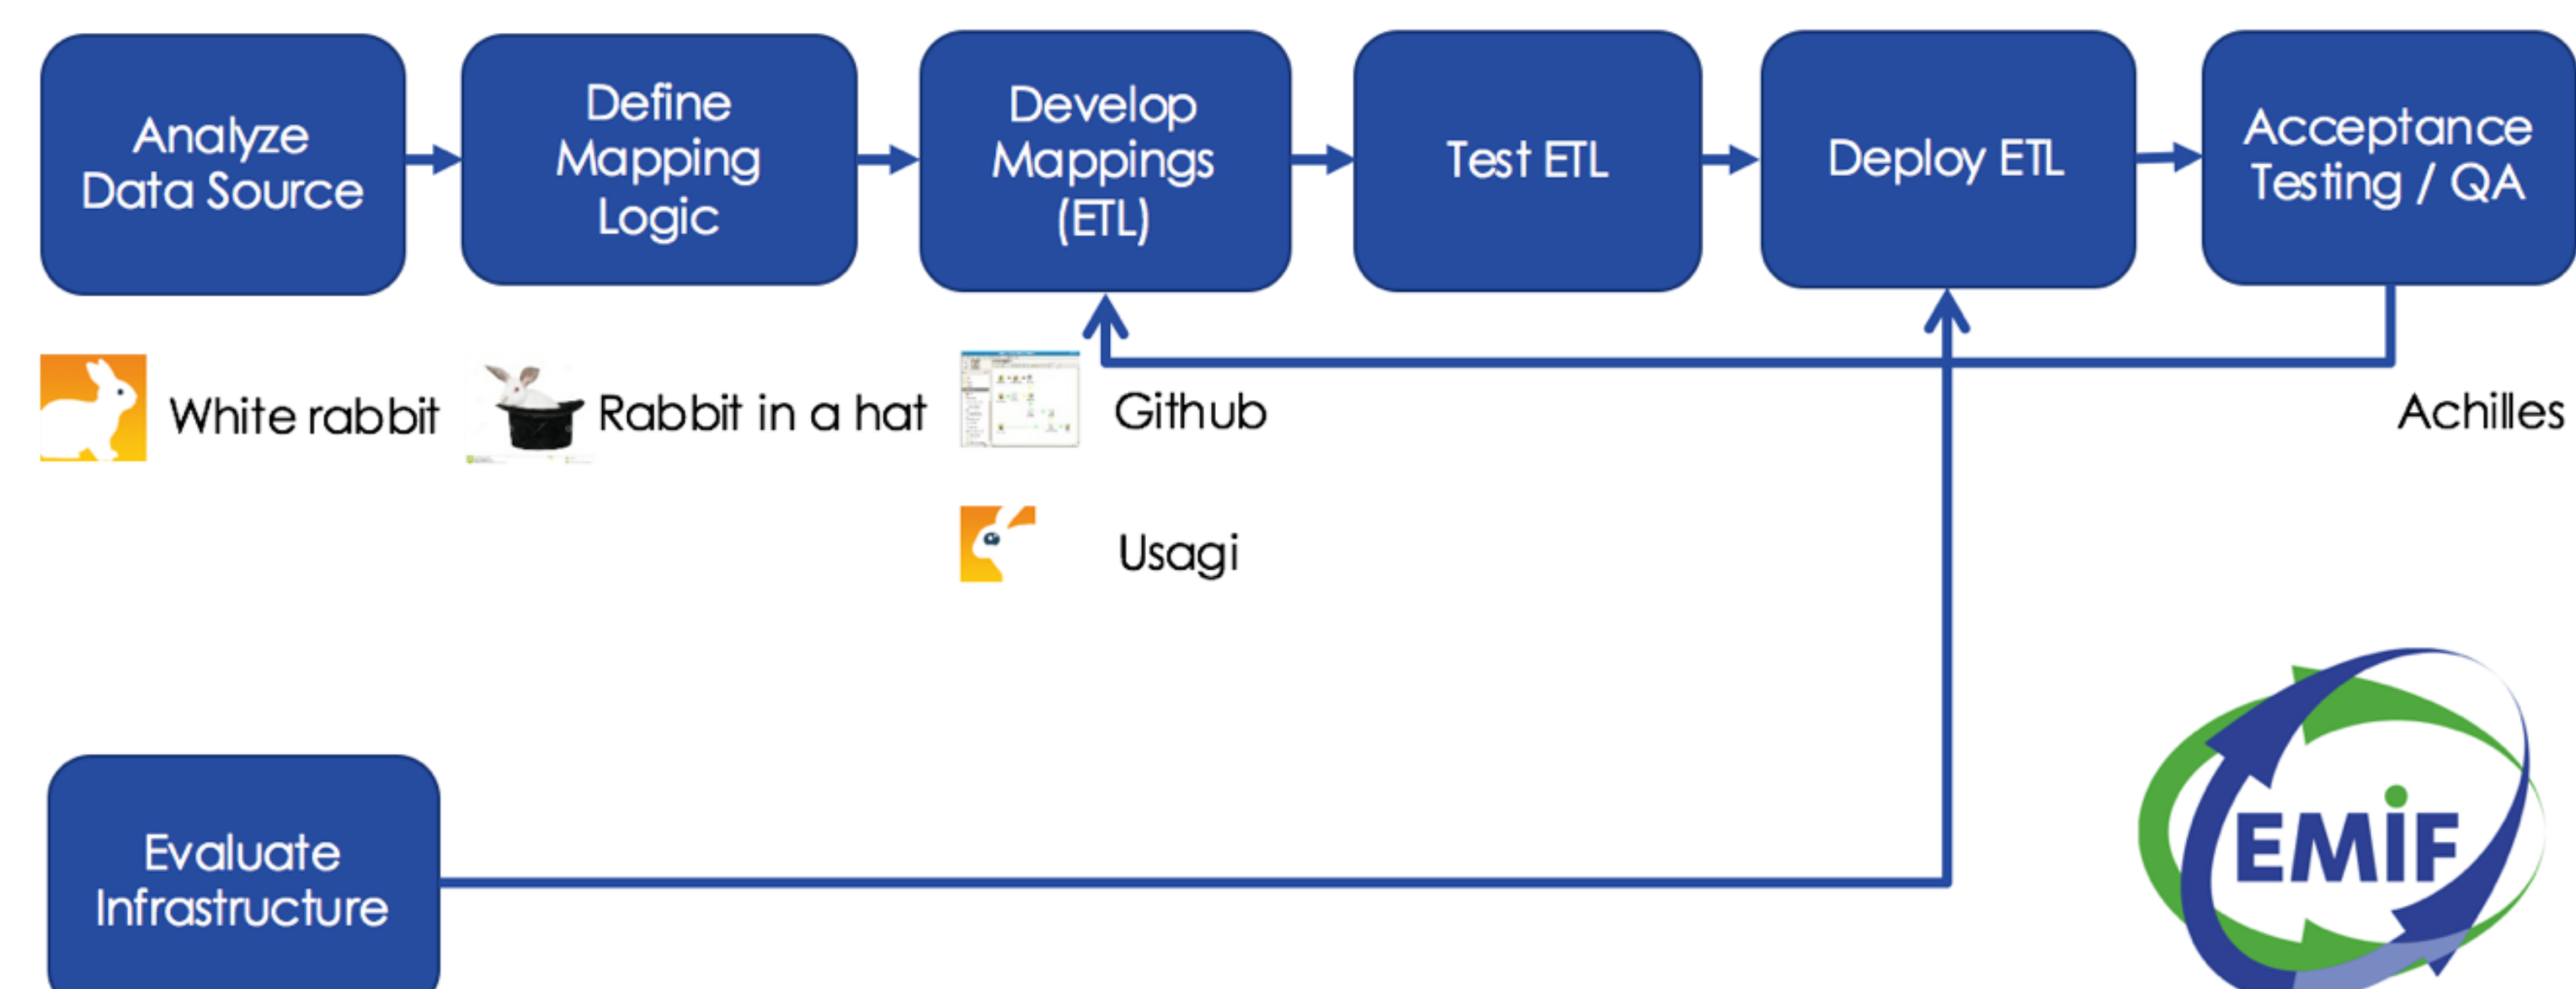 Analyze
Data Source
Define
Mapping
Logic
Develop
Mappings
(ETL)
Test ETL
Deploy ETL
Acceptance
Testing / QA
White rabbit
Rabbit in a hat
Github
Achilles
Usagi
Evaluate
Infrastructure
EMiF